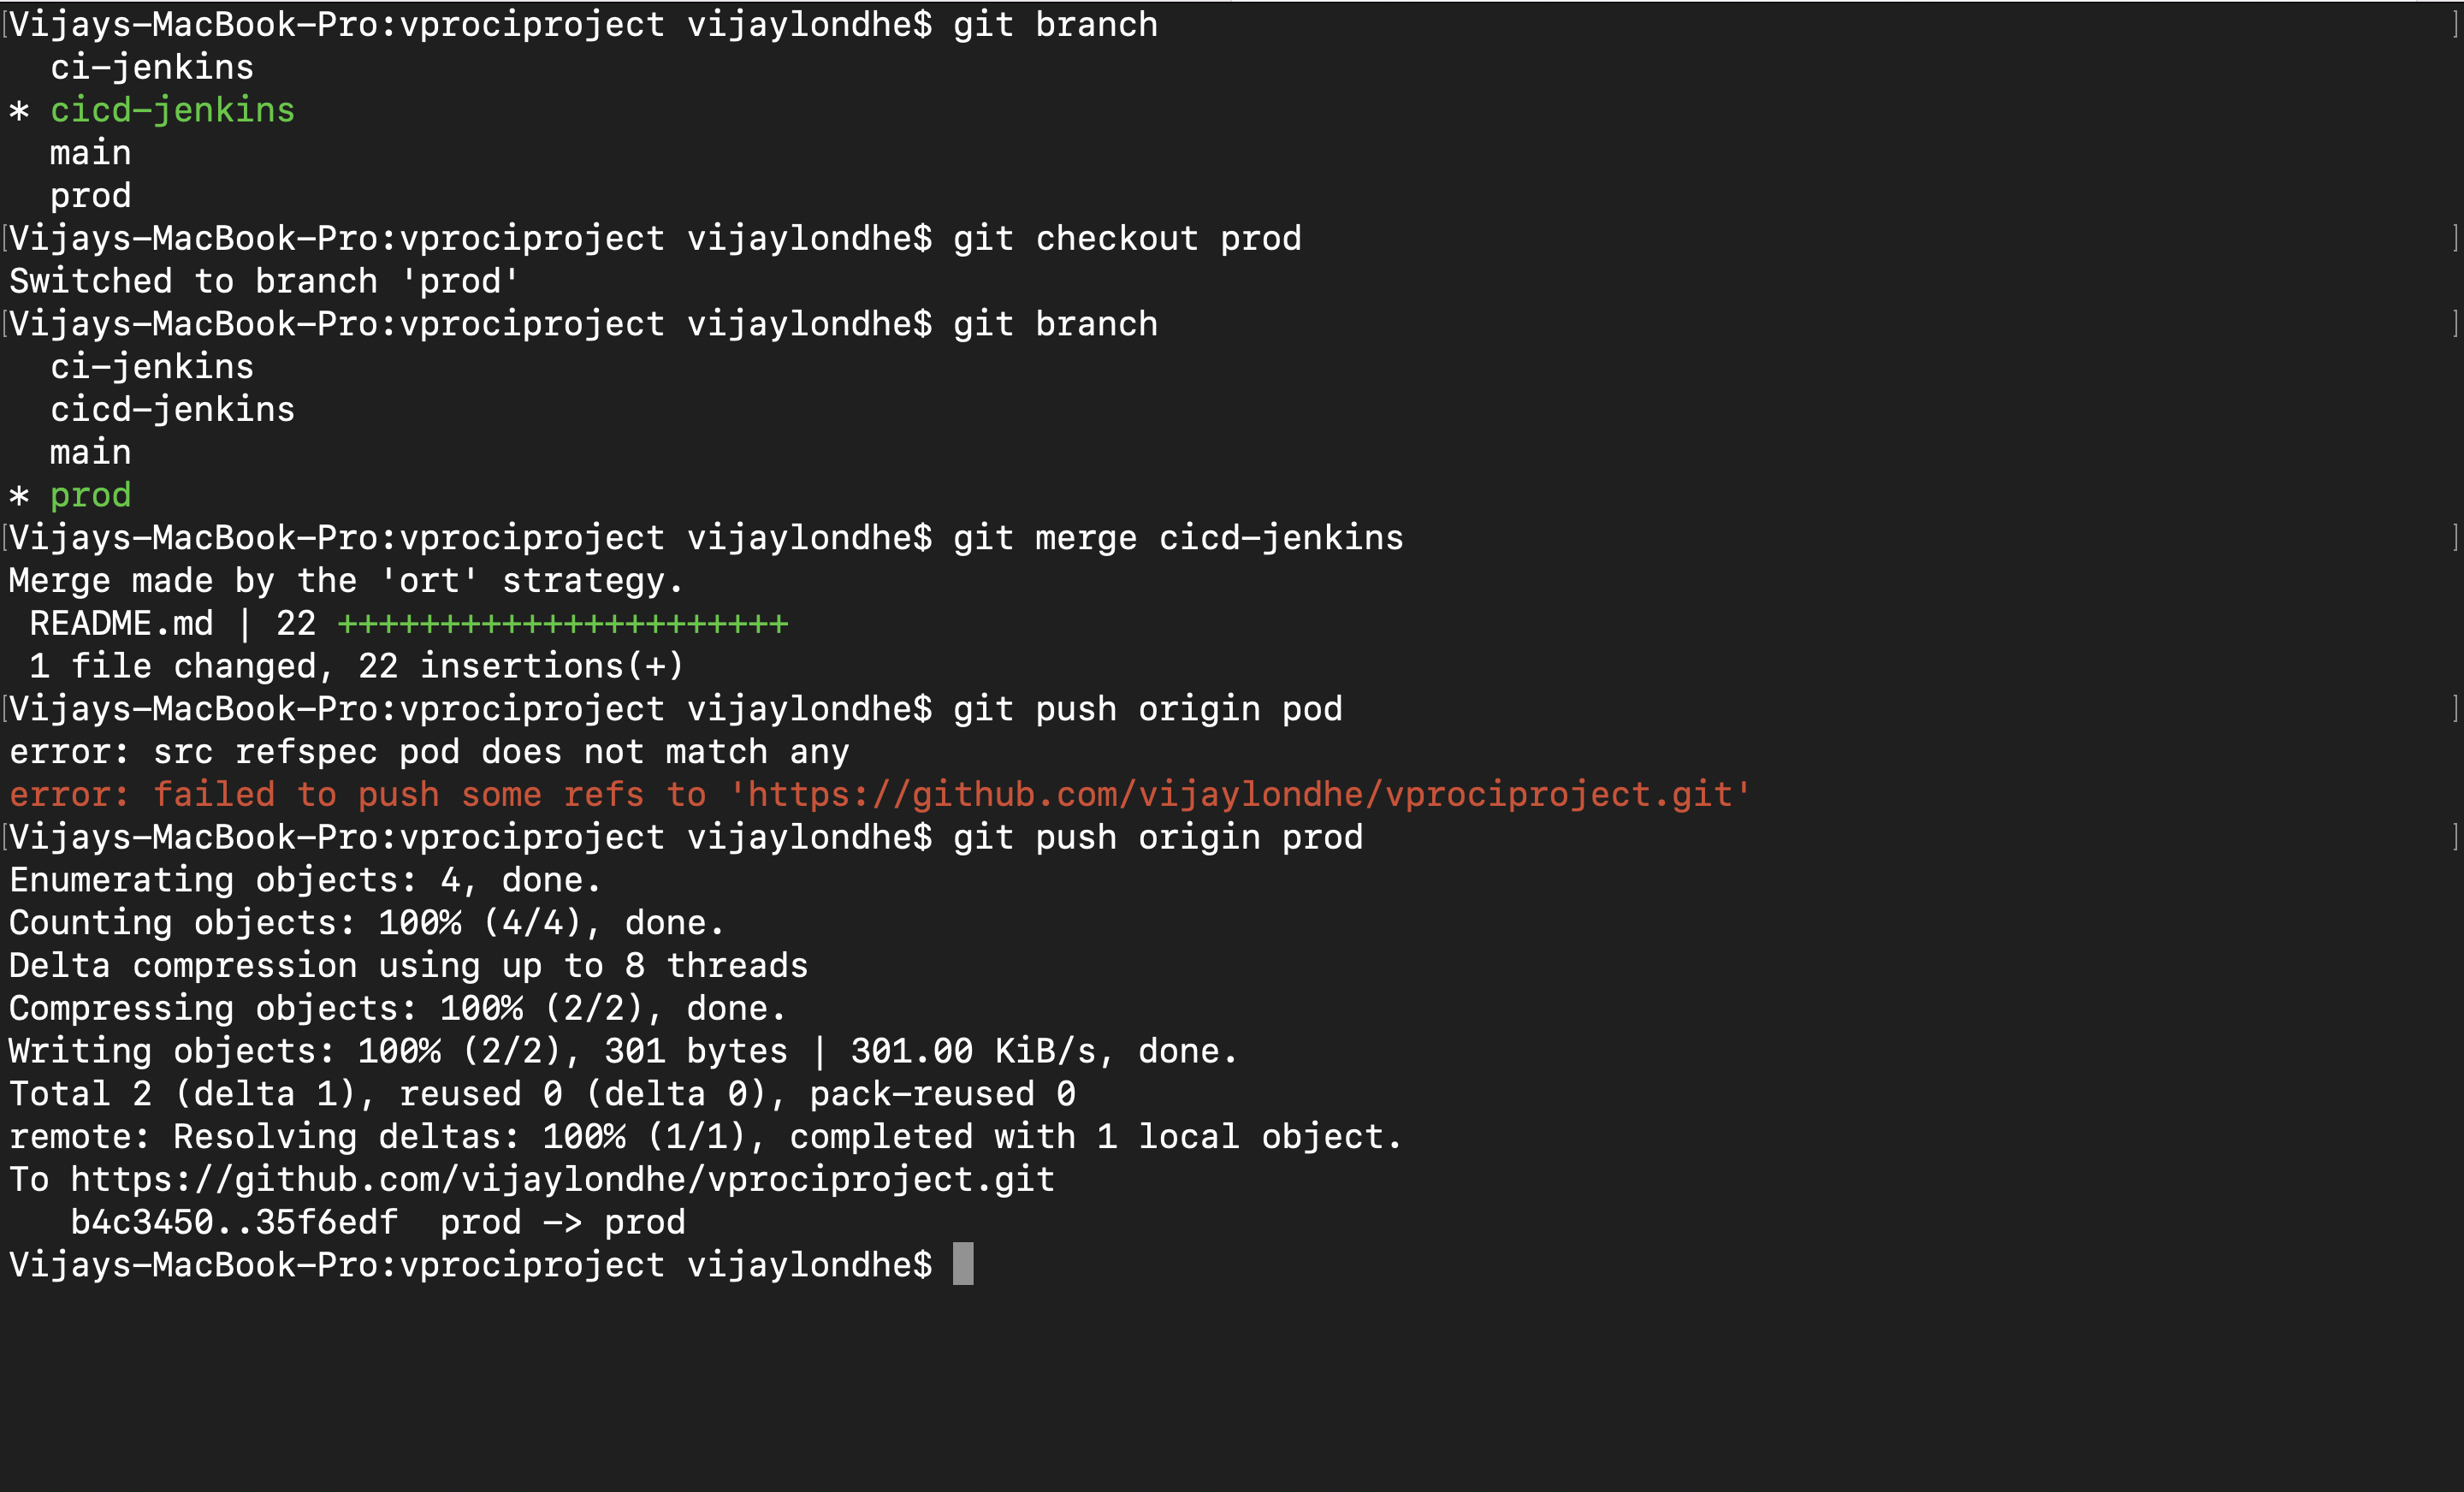 [Vijays-MacBook-Pro:vprociproject vijaylondhe$ git branch ]
  ci-jenkins
* cicd-jenkins
  main
  prod
[Vijays-MacBook-Pro:vprociproject vijaylondhe$ git checkout prod ]
Switched to branch 'prod'
[Vijays-MacBook-Pro:vprociproject vijaylondhe$ git branch ]
  ci-jenkins
  cicd-jenkins
  main
* prod
[Vijays-MacBook-Pro:vprociproject vijaylondhe$ git merge cicd-jenkins ]
Merge made by the 'ort' strategy.
 README.md | 22 ++++++++++++++++++++++
 1 file changed, 22 insertions(+)
[Vijays-MacBook-Pro:vprociproject vijaylondhe$ git push origin pod ]
error: src refspec pod does not match any
error: failed to push some refs to 'https://github.com/vijaylondhe/vprociproject.git'
[Vijays-MacBook-Pro:vprociproject vijaylondhe$ git push origin prod ]
Enumerating objects: 4, done.
Counting objects: 100% (4/4), done.
Delta compression using up to 8 threads
Compressing objects: 100% (2/2), done.
Writing objects: 100% (2/2), 301 bytes | 301.00 KiB/s, done.
Total 2 (delta 1), reused 0 (delta 0), pack-reused 0
remote: Resolving deltas: 100% (1/1), completed with 1 local object.
To https://github.com/vijaylondhe/vprociproject.git
   b4c3450..35f6edf  prod -> prod
Vijays-MacBook-Pro:vprociproject vijaylondhe$